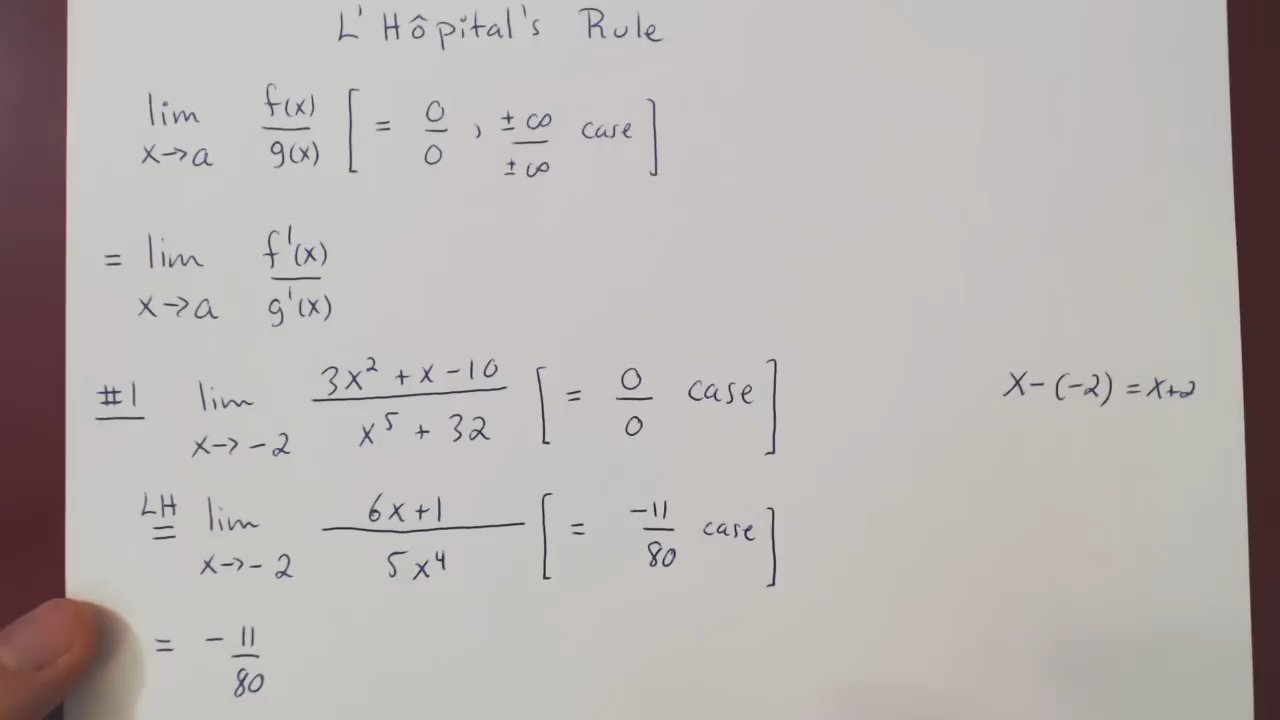 L'Hôpital's Rule
lim x→a f(x)/g(x) [ = 0/0 , ±∞/±∞ case ]
= lim x→a f'(x)/g'(x)
#1 lim x→-2 (3x² + x - 10)/(x⁵ + 32) [ = 0/0 case ]
x - (-2) = x+2
LH = lim x→-2 (6x+1)/(5x⁴) [ = -11/80 case ]
= - 11/80